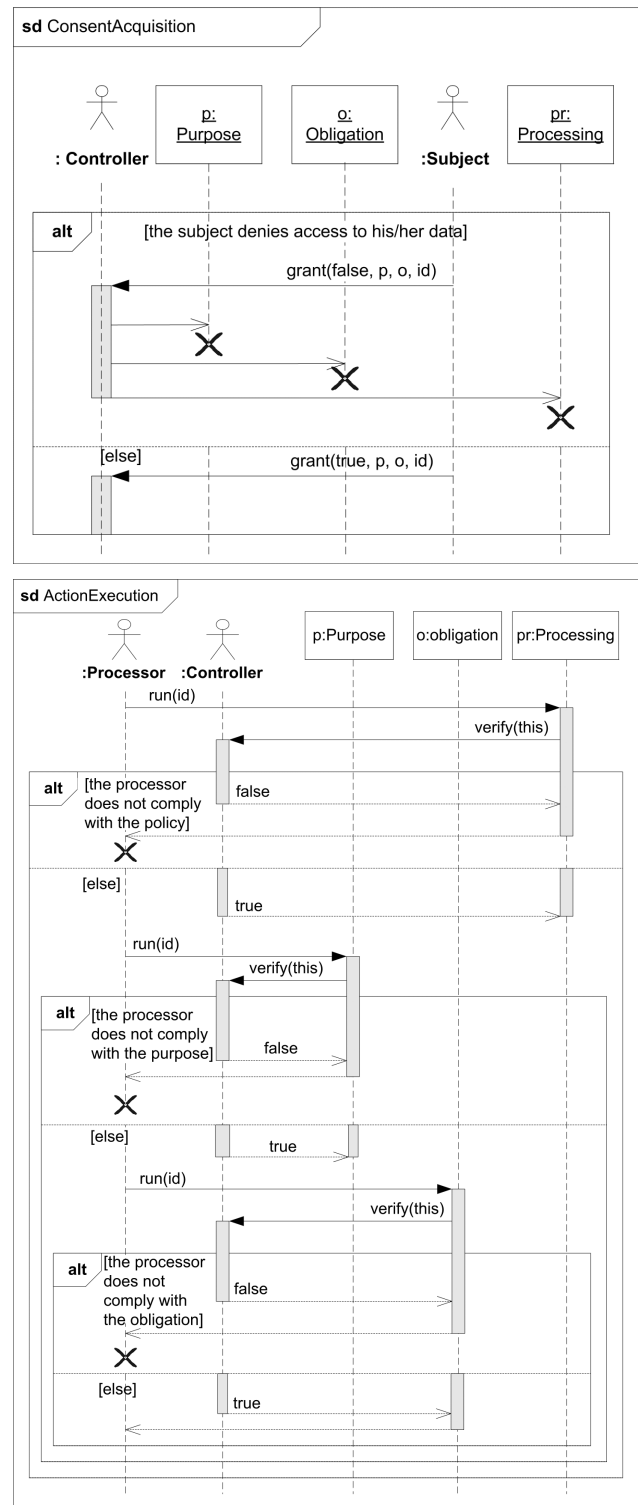 sd ConsentAcquisition
p:
Purpose
o:
Obligation
pr:
Processing
: Controller
:Subject
alt
[the subject denies access to his/her data]
grant(false, p, o, id)
[else]
grant(true, p, o, id)
sd ActionExecution
p:Purpose
o:obligation
pr:Processing
:Processor
:Controller
run(id)
verify(this)
alt
[the processor
does not comply
with the policy]
false
[else]
true
run(id)
verify(this)
alt
[the processor
does not comply
with the purpose]
false
[else]
true
run(id)
verify(this)
alt
[the processor
does not
comply with
the obligation]
false
[else]
true